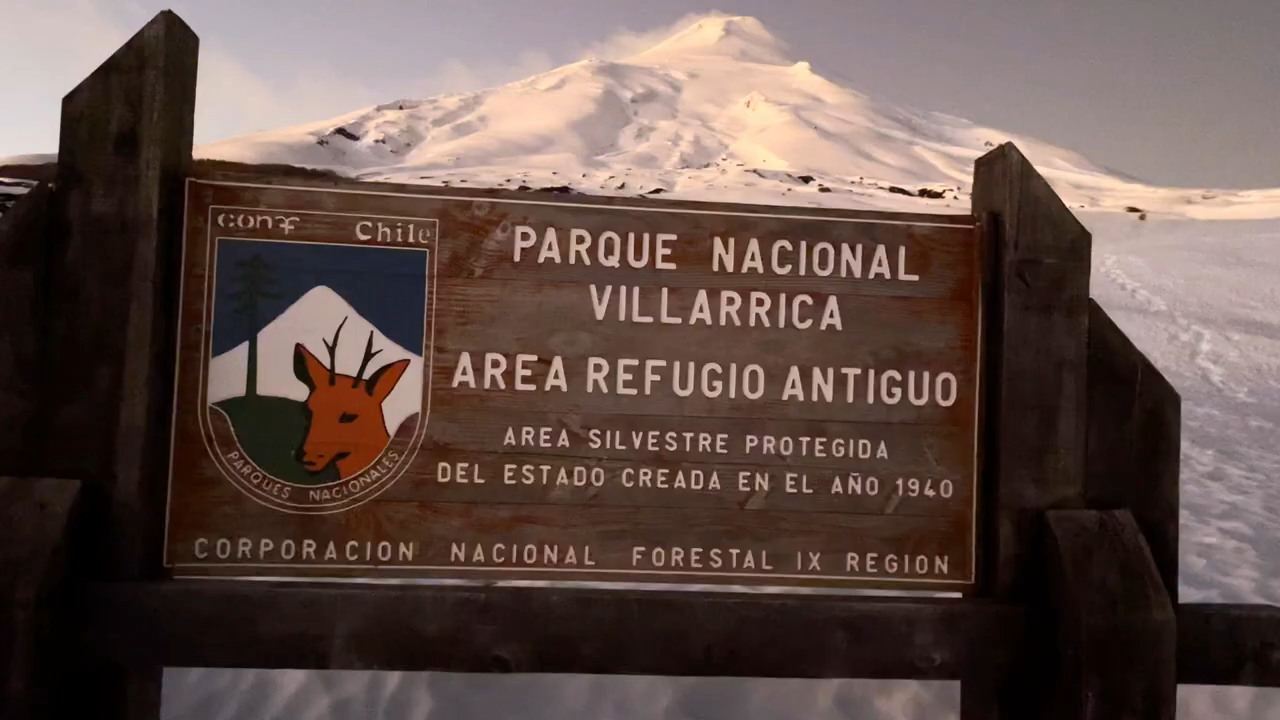 conf Chile
PARQUES NACIONALES
PARQUE NACIONAL
VILLARRICA
AREA REFUGIO ANTIGUO
AREA SILVESTRE PROTEGIDA
DEL ESTADO CREADA EN EL AÑO 1940
CORPORACION NACIONAL FORESTAL IX REGION